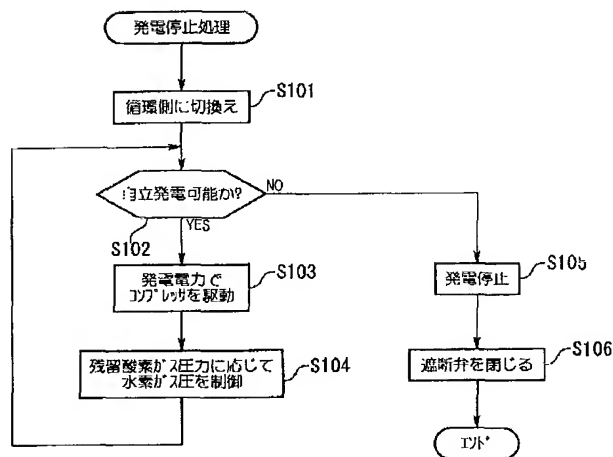 発電停止処理
循環側に切換え
S101
自立発電可能か?
NO
S102
YES
発電電力で
コンプレッサを駆動
S103
発電停止
S105
残留酸素ガス圧力に応じて
水素ガス圧を制御
S104
遮断弁を閉じる
S106
エンド